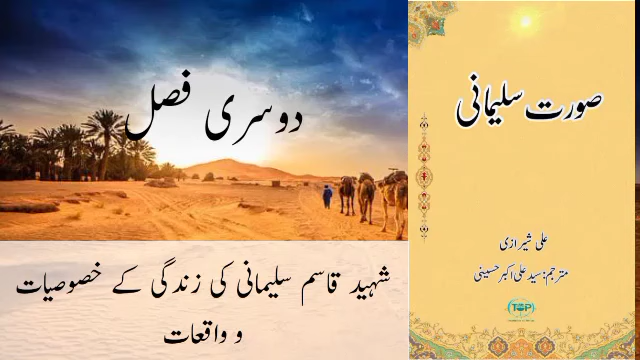 دوسری فصل
شہید قاسم سلیمانی کی زندگی کے خصوصیات
و واقعات
صورت سلیمانی
علی شیرازی
مترجم: سید علی اکبر حسینی
TOP